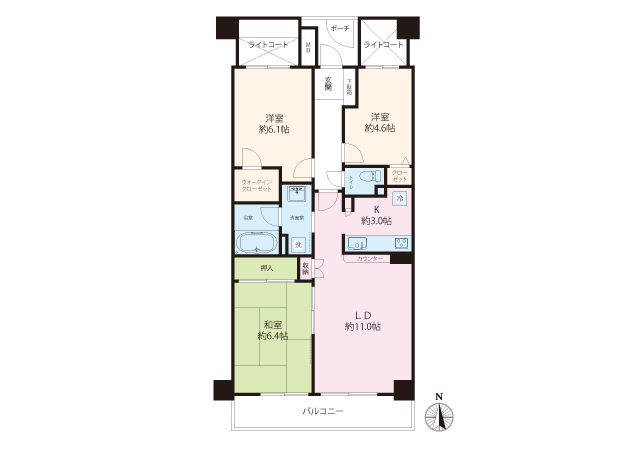 ポーチ
ライトコート
MB
ライトコート
玄関
下駄箱
洋室
約6.1帖
洋室
約4.6帖
トイレ
クロー
ゼット
ウォークイン
クローゼット
冷
K
約3.0帖
浴室
洗面室
洗
カウンター
押入
収納
和室
約6.4帖
LD
約11.0帖
バルコニー
N